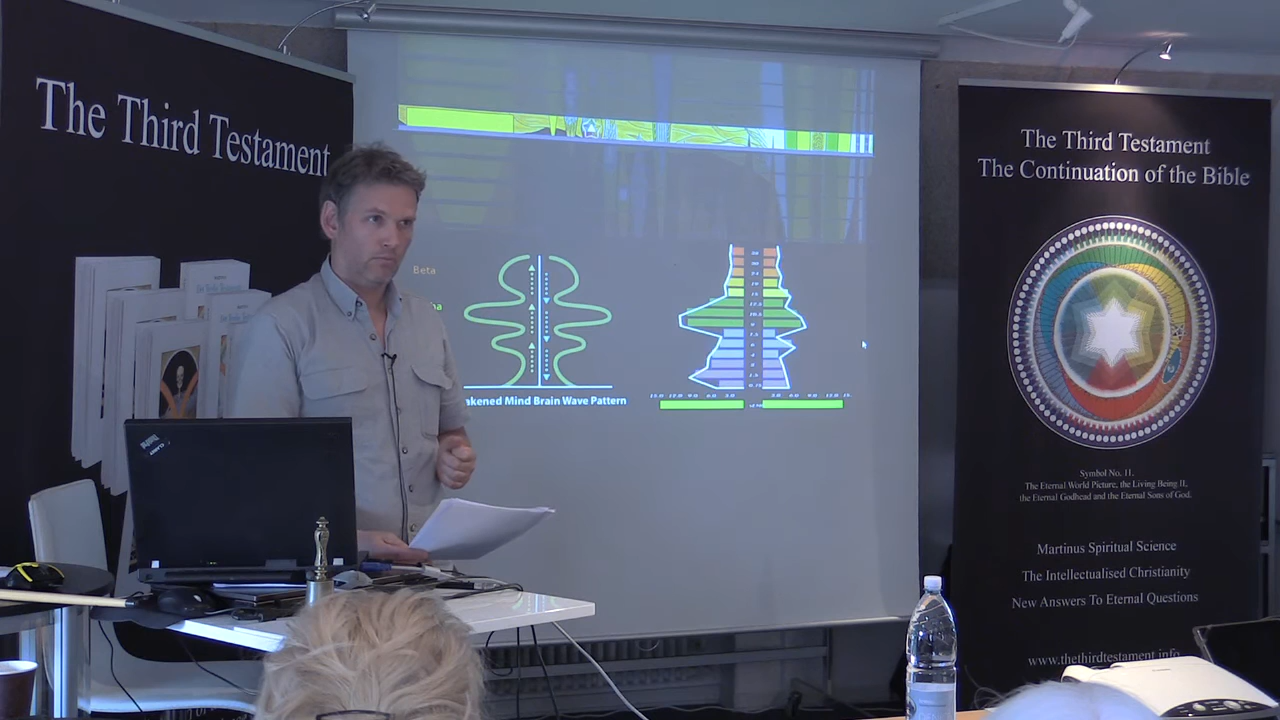 The Third Testament
Beta
akened Mind Brain Wave Pattern
The Third Testament
The Continuation of the Bible
Symbol No. 11.
The Eternal World Picture, the Living Being II,
the Eternal Godhead and the Eternal Sons of God.
Martinus Spiritual Science
The Intellectualised Christianity
New Answers To Eternal Questions
www.thethirdtestament.info